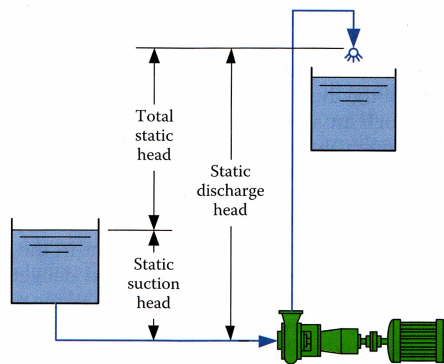 Total
static
head
Static
discharge
head
Static
suction
head